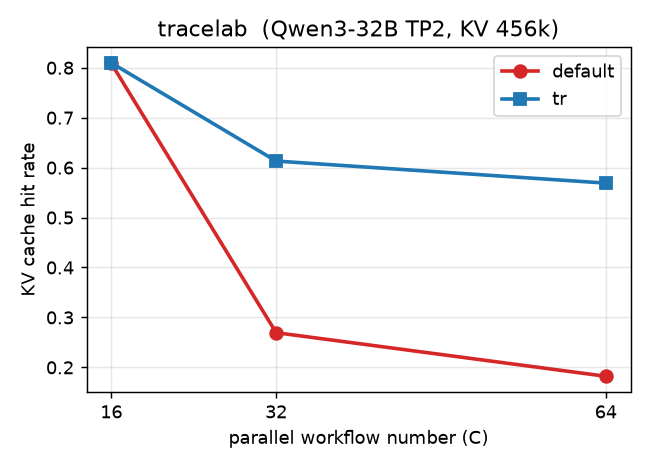 tracelab  (Qwen3-32B TP2, KV 456k)
default
tr
KV cache hit rate
0.8
0.7
0.6
0.5
0.4
0.3
0.2
16
32
64
parallel workflow number (C)